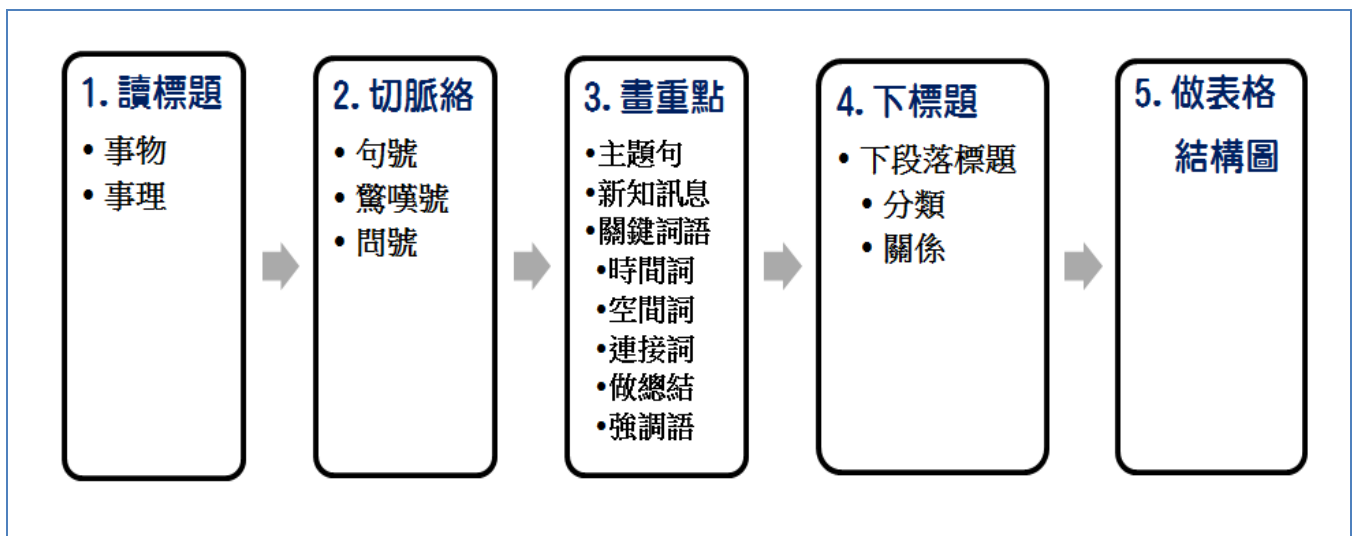 1. 讀標題
• 事物
• 事理
2. 切脈絡
• 句號
• 驚嘆號
• 問號
3. 畫重點
•主題句
•新知訊息
•關鍵詞語
•時間詞
•空間詞
•連接詞
•做總結
•強調語
4. 下標題
• 下段落標題
• 分類
• 關係
5. 做表格
結構圖